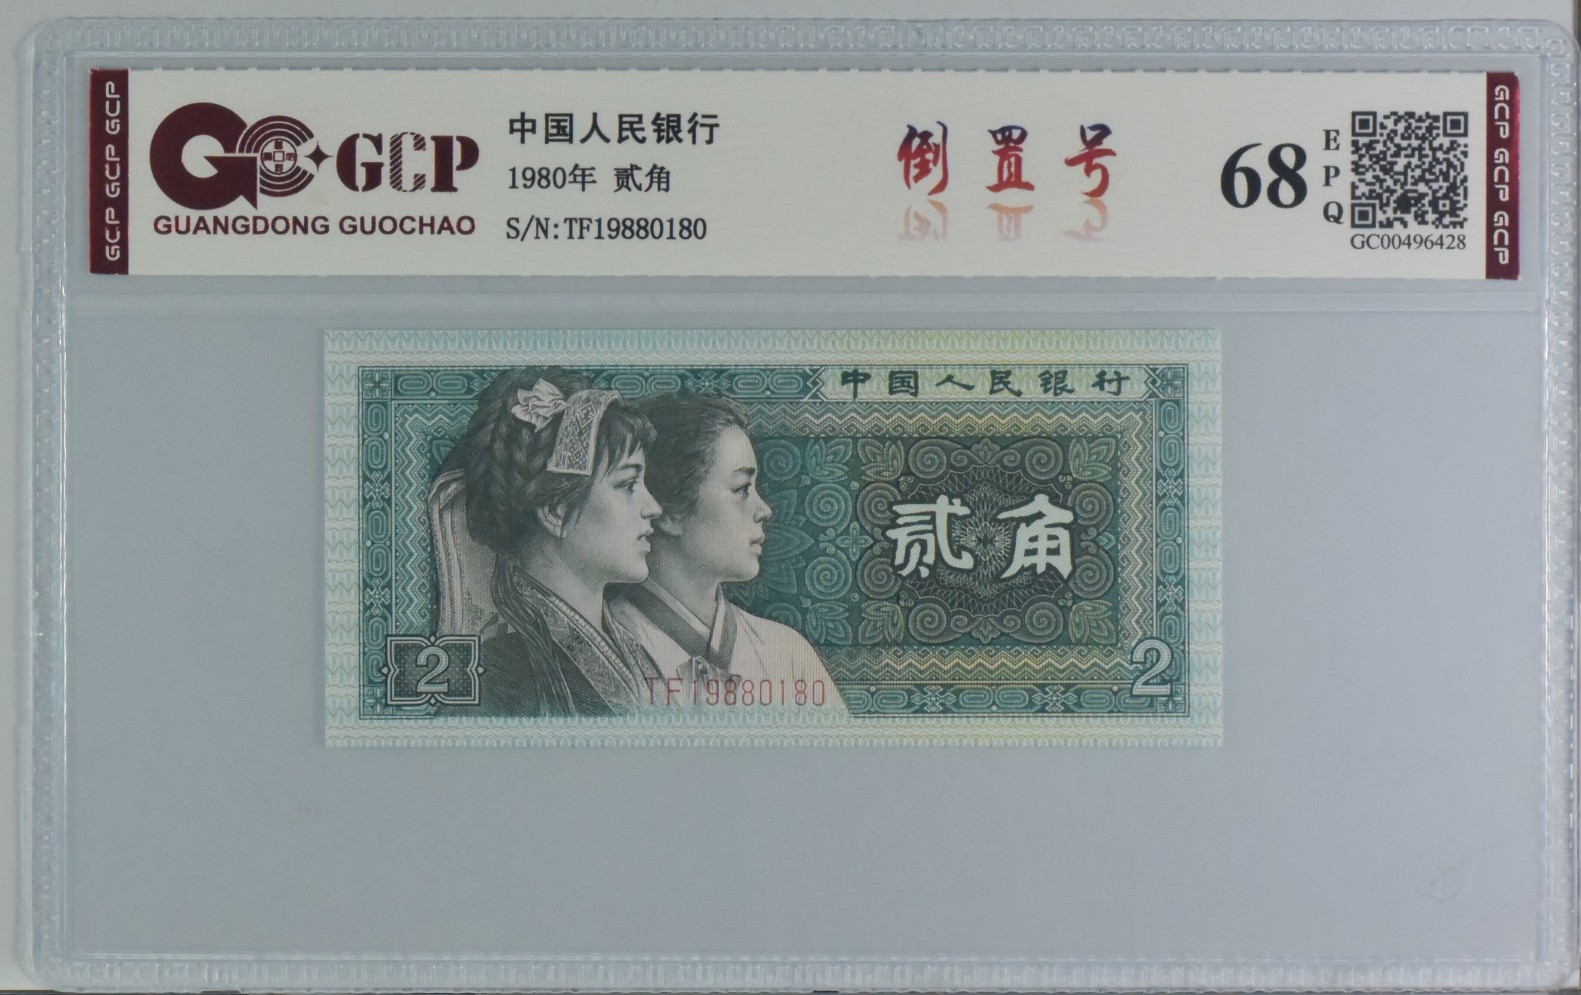 GCP GCP GCP
GCP
GUANGDONG GUOCHAO
中国人民银行
1980年 贰角
S/N:TF19880180
倒置号
68
EPQ
GC00496428
GCP GCP GCP
中国人民银行
贰角
2
2
TF19880180